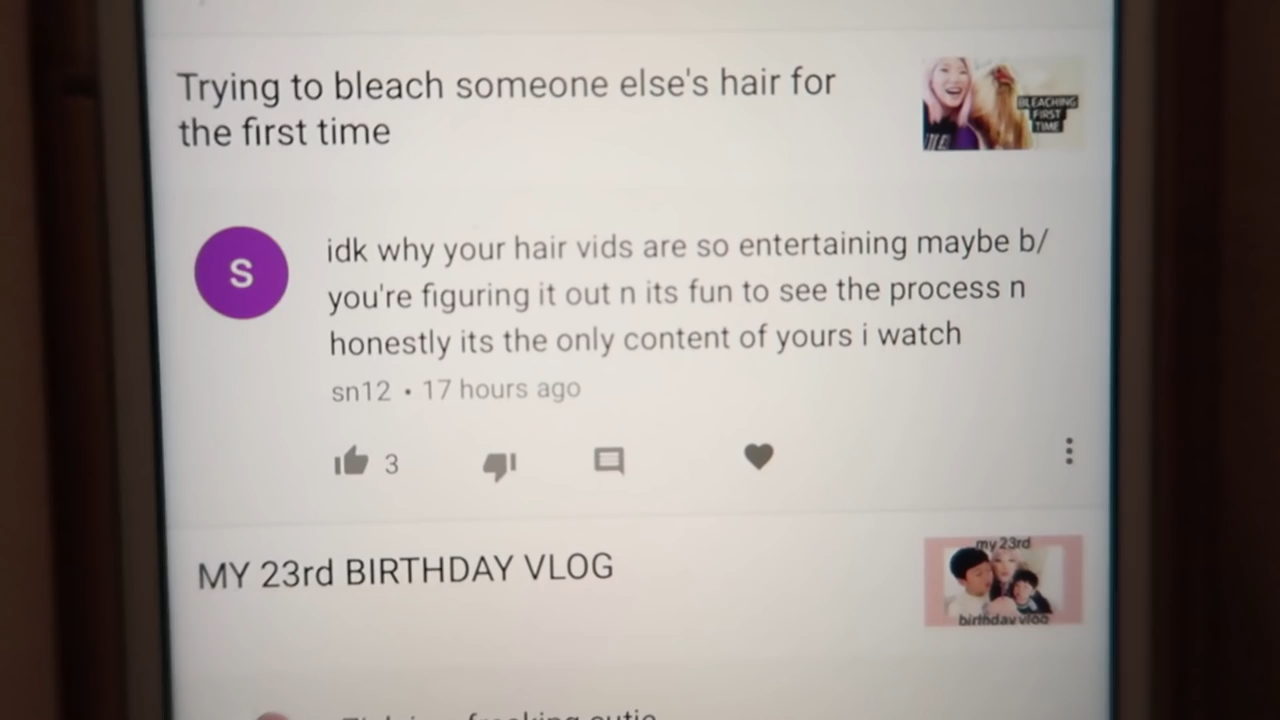 Trying to bleach someone else's hair for
the first time
BLEACHING
FIRST
TIME
S
idk why your hair vids are so entertaining maybe b/
you're figuring it out n its fun to see the process n
honestly its the only content of yours i watch
sn12 • 17 hours ago
3
MY 23rd BIRTHDAY VLOG
my 23rd
birthday vlog